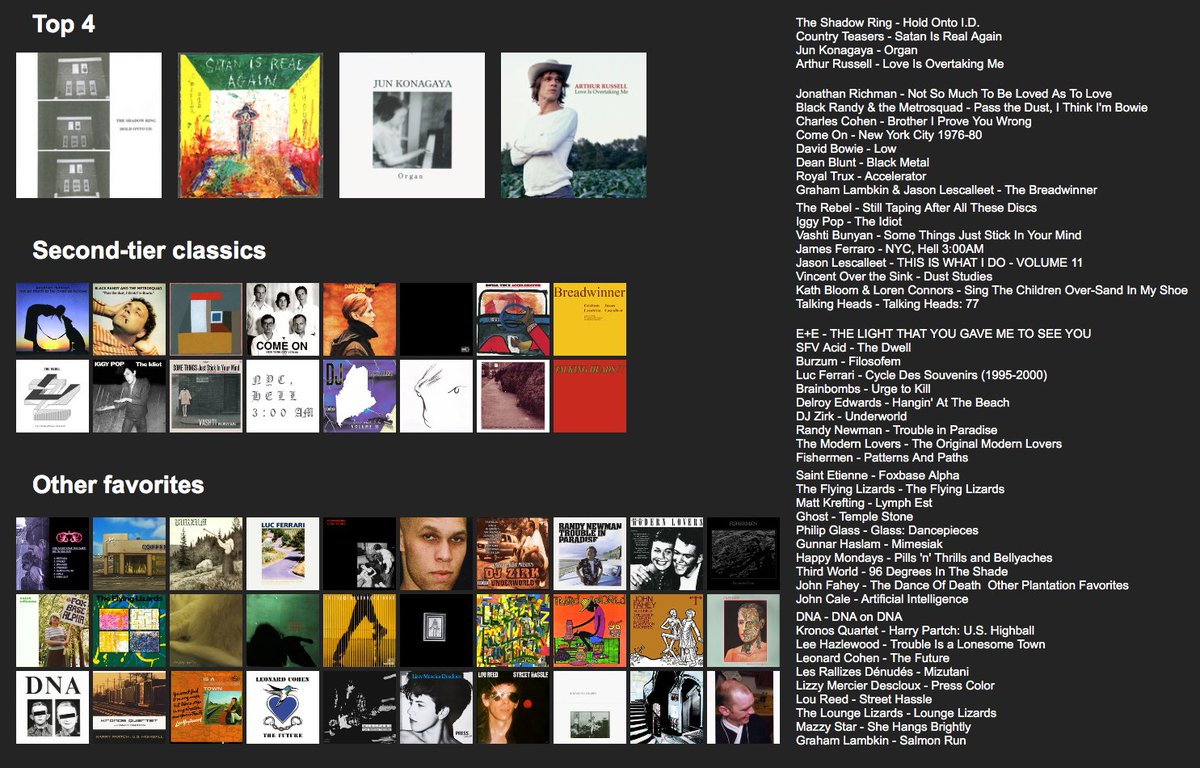 Top 4
THE SHADOW RING
HOLD ONTO I.D.
SATAN IS REAL
AGAIN
JUN KONAGAYA
Organ
ARTHUR RUSSELL
Love Is Overtaking Me
Second-tier classics
COME ON
Breadwinner
IGGY POP The Idiot
SOME THINGS Just Stick In Your Mind
VASHTI
NYC,
HELL
3:00 AM
TALKING HEADS: 77
Other favorites
LUC FERRARI
DJ ZIRK
UNDERWORLD
RANDY NEWMAN
TROUBLE IN
PARADISE
MODERN LOVERS
FISHERMEN
The Flying Lizards
THIRD WORLD
JOHN
FAHEY
DNA
KRONOS QUARTET
HARRY PARTCH: U.S. HIGHBALL
TOWN
LEONARD COHEN
THE FUTURE
Lizzy Mercier Descloux
PRESS
LOU REED STREET HASSLE
The Shadow Ring - Hold Onto I.D.
Country Teasers - Satan Is Real Again
Jun Konagaya - Organ
Arthur Russell - Love Is Overtaking Me
Jonathan Richman - Not So Much To Be Loved As To Love
Black Randy & the Metrosquad - Pass the Dust, I Think I'm Bowie
Charles Cohen - Brother I Prove You Wrong
Come On - New York City 1976-80
David Bowie - Low
Dean Blunt - Black Metal
Royal Trux - Accelerator
Graham Lambkin & Jason Lescalleet - The Breadwinner
The Rebel - Still Taping After All These Discs
Iggy Pop - The Idiot
Vashti Bunyan - Some Things Just Stick In Your Mind
James Ferraro - NYC, Hell 3:00AM
Jason Lescalleet - THIS IS WHAT I DO - VOLUME 11
Vincent Over the Sink - Dust Studies
Idea Fire Company and The Children Over-Sand In My Shoe
Talking Heads - Talking Heads: 77
E+E - THE LIGHT THAT YOU GAVE ME TO SEE YOU
SFV Acid - The Dwell
Burzum - Filosofem
Luc Ferrari - Cycle Des Souvenirs (1995-2000)
Brainbombs - Urge to Kill
Delroy Edwards - Hangin' At The Beach
DJ Zirk - Underworld
Randy Newman - Trouble in Paradise
The Modern Lovers - The Original Modern Lovers
Fishermen - Patterns And Paths
Saint Etienne - Foxbase Alpha
The Flying Lizards - The Flying Lizards
Matt Krefting - Lymph Est
Ghost - Temple Stone
Philip Glass - Glass: Dancepieces
Gunnar Haslam - Mimesiak
Happy Mondays - Pills 'n' Thrills and Bellyaches
Third World - 96 Degrees In The Shade
John Fahey - The Dance Of Death  Other Plantation Favorites
John Cale - Artificial Intelligence
DNA - DNA on DNA
Kronos Quartet - Harry Partch: U.S. Highball
Lee Hazlewood - Trouble is a Lonesome Town
Leonard Cohen - The Future
Les Rallizes Dénudés - Mizutani
Lizzy Mercier Descloux - Press Color
Lou Reed - Street Hassle
The Lounge Lizards - Lounge Lizards
Mazzy Star - She Hangs Brightly
Graham Lambkin - Salmon Run